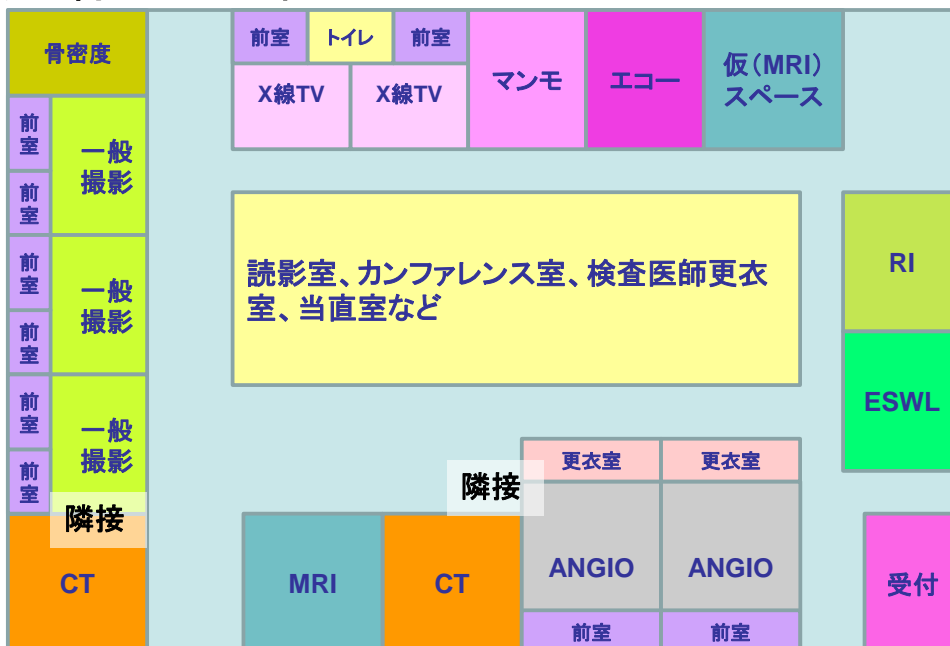 骨密度
前室
トイレ
前室
X線TV
X線TV
マンモ
エコー
仮(MRI)
スペース
前
室
前
室
一般
撮影
前
室
前
室
一般
撮影
前
室
前
室
一般
撮影
読影室、カンファレンス室、検査医師更衣
室、当直室など
RI
ESWL
隣接
CT
MRI
隣接
CT
更衣室
更衣室
ANGIO
ANGIO
前室
前室
受付